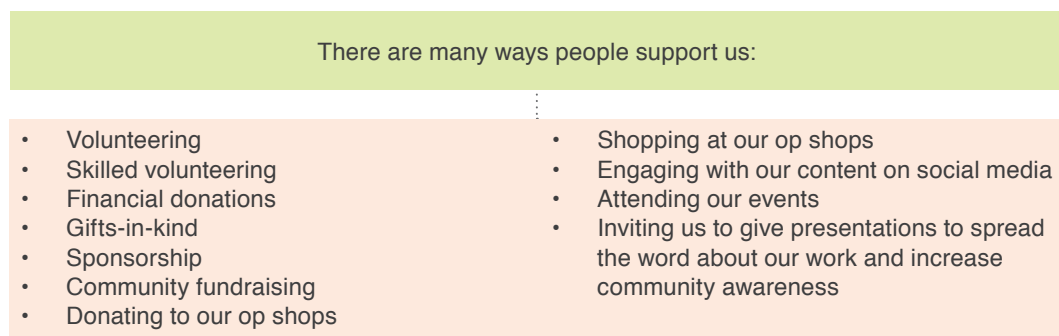 There are many ways people support us:
• Volunteering
• Skilled volunteering
• Financial donations
• Gifts-in-kind
• Sponsorship
• Community fundraising
• Donating to our op shops
• Shopping at our op shops
• Engaging with our content on social media
• Attending our events
• Inviting us to give presentations to spread
the word about our work and increase
community awareness